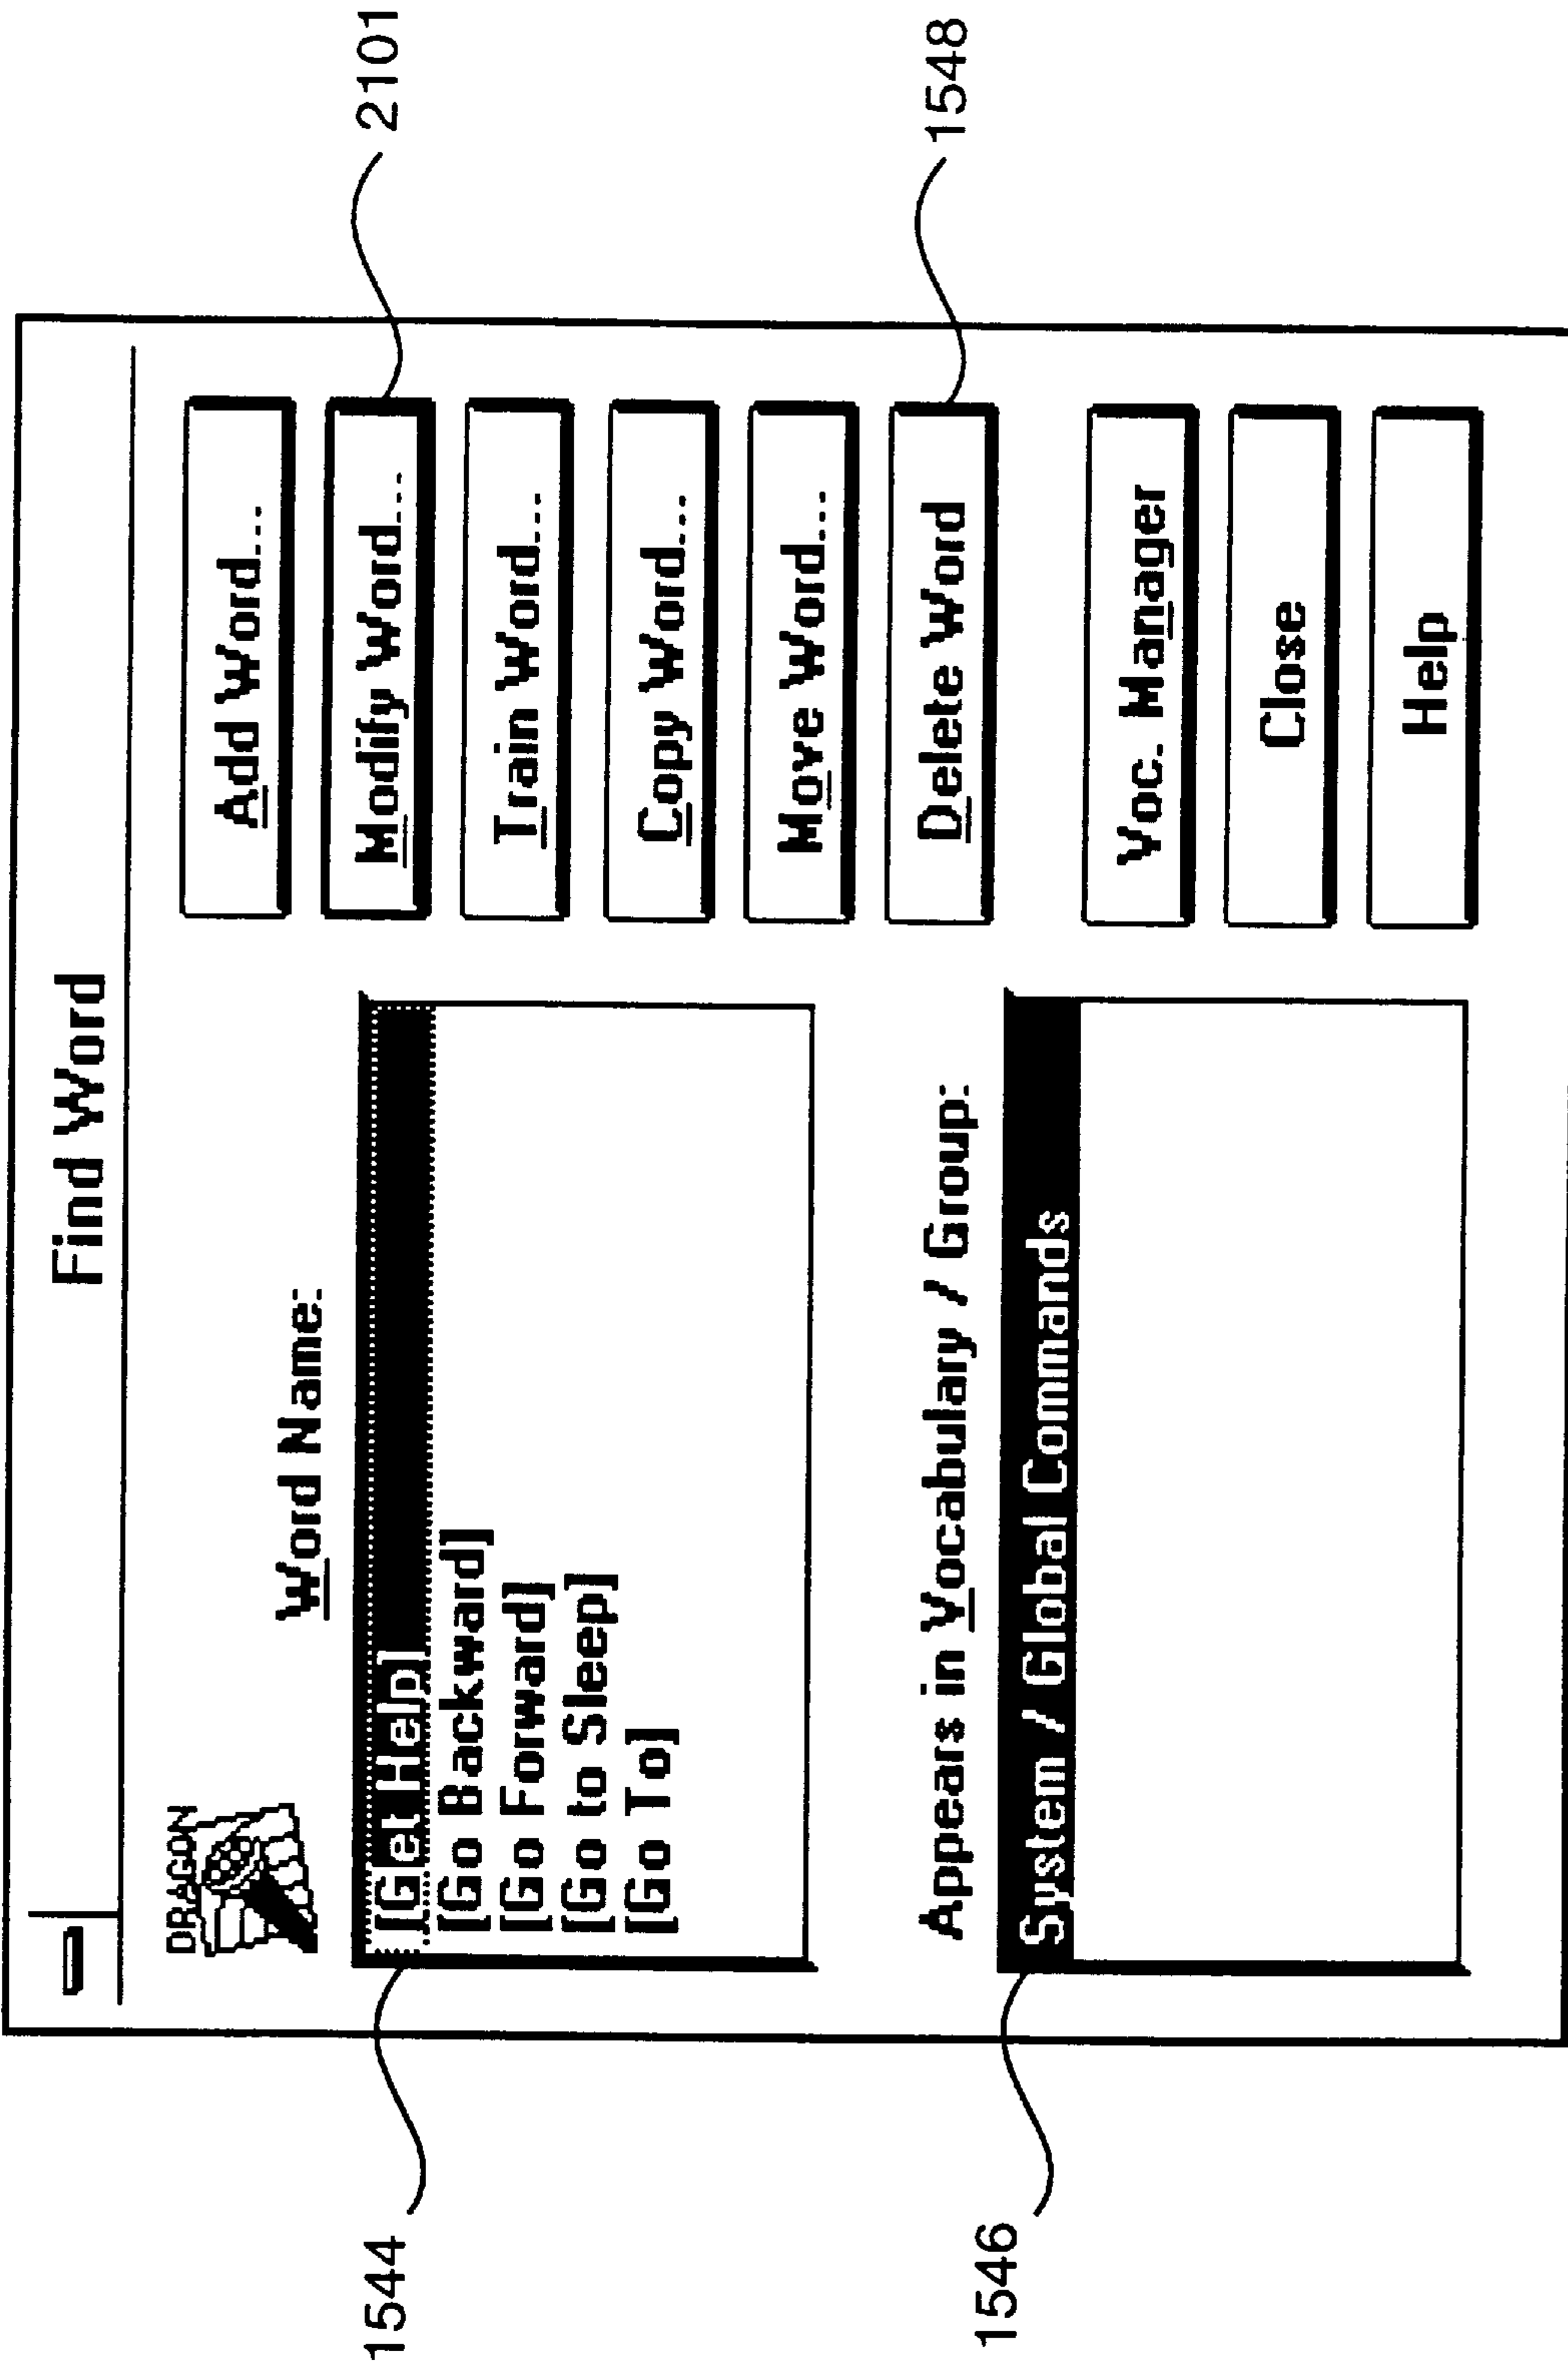 Find Word
DRAGON
Word Name:
[Get Help]
[Go Backward]
[Go Forward]
[Go to Sleep]
[Go To]
Appears in Vocabulary / Group:
System / Global Commands
Add Word...
Modify Word...
Train Word...
Copy Word...
Move Word...
Delete Word
Voc. Manager
Close
Help
1544
1546
2101
1548